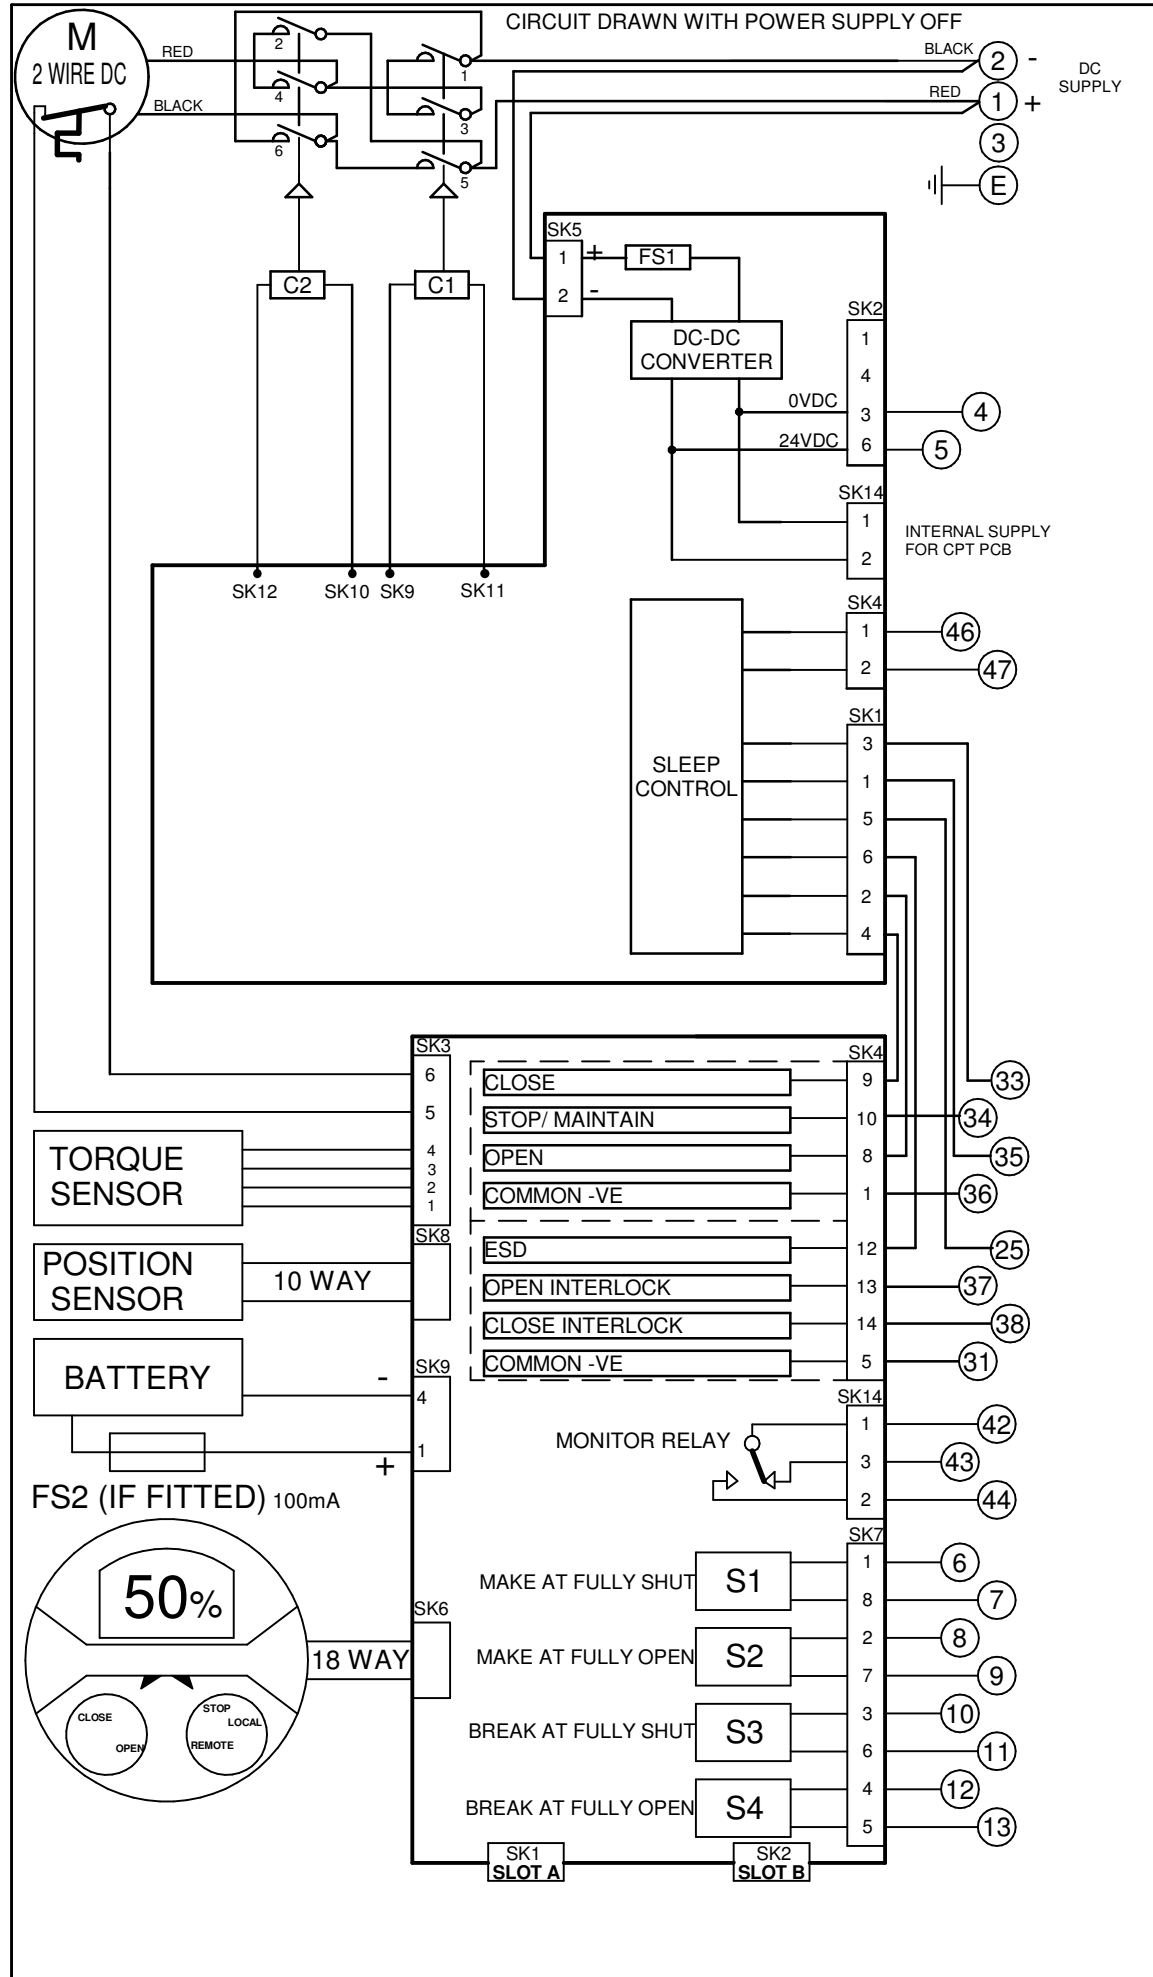 CIRCUIT DRAWN WITH POWER SUPPLY OFF
M
2 WIRE DC
RED
BLACK
2
4
6
1
3
5
BLACK
2
-
RED
1
+
DC
SUPPLY
3
E
C2
C1
SK5
1
+
FS1
2
-
DC-DC
CONVERTER
SK2
1
4
0VDC
3
4
24VDC
6
5
SK14
1
2
INTERNAL SUPPLY
FOR CPT PCB
SK12
SK10
SK9
SK11
SLEEP
CONTROL
SK4
1
46
2
47
SK1
3
1
5
6
2
4
SK3
6
5
4
3
2
1
TORQUE
SENSOR
SK8
POSITION
SENSOR
10 WAY
SK9
BATTERY
-
4
1
+
FS2 (IF FITTED) 100mA
50%
CLOSE
OPEN
STOP
LOCAL
REMOTE
18 WAY
SK6
SK4
CLOSE
9
33
STOP/ MAINTAIN
10
34
OPEN
8
35
COMMON -VE
1
36
ESD
12
25
OPEN INTERLOCK
13
37
CLOSE INTERLOCK
14
38
COMMON -VE
5
31
SK14
MONITOR RELAY
1
42
3
43
2
44
SK7
MAKE AT FULLY SHUT
S1
1
6
8
7
MAKE AT FULLY OPEN
S2
2
8
7
9
BREAK AT FULLY SHUT
S3
3
10
6
11
BREAK AT FULLY OPEN
S4
4
12
5
13
SK1
SLOT A
SK2
SLOT B